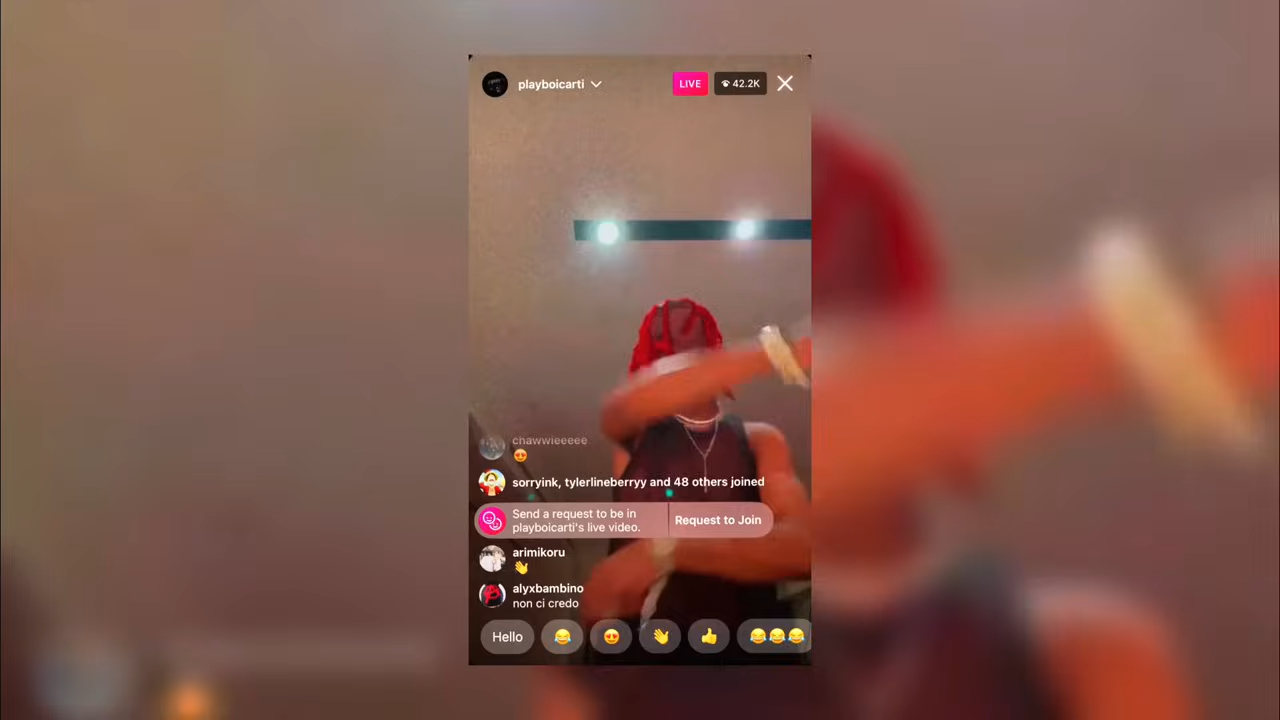 playboicarti
LIVE
42.2K
chawwieeeee
😍
sorryink, tylerlineberryy and 48 others joined
Send a request to be in
playboicarti's live video.
Request to Join
arimikoru
👋
alyxbambino
non ci credo
Hello
😂
😍
👋
👍
😂😂😂